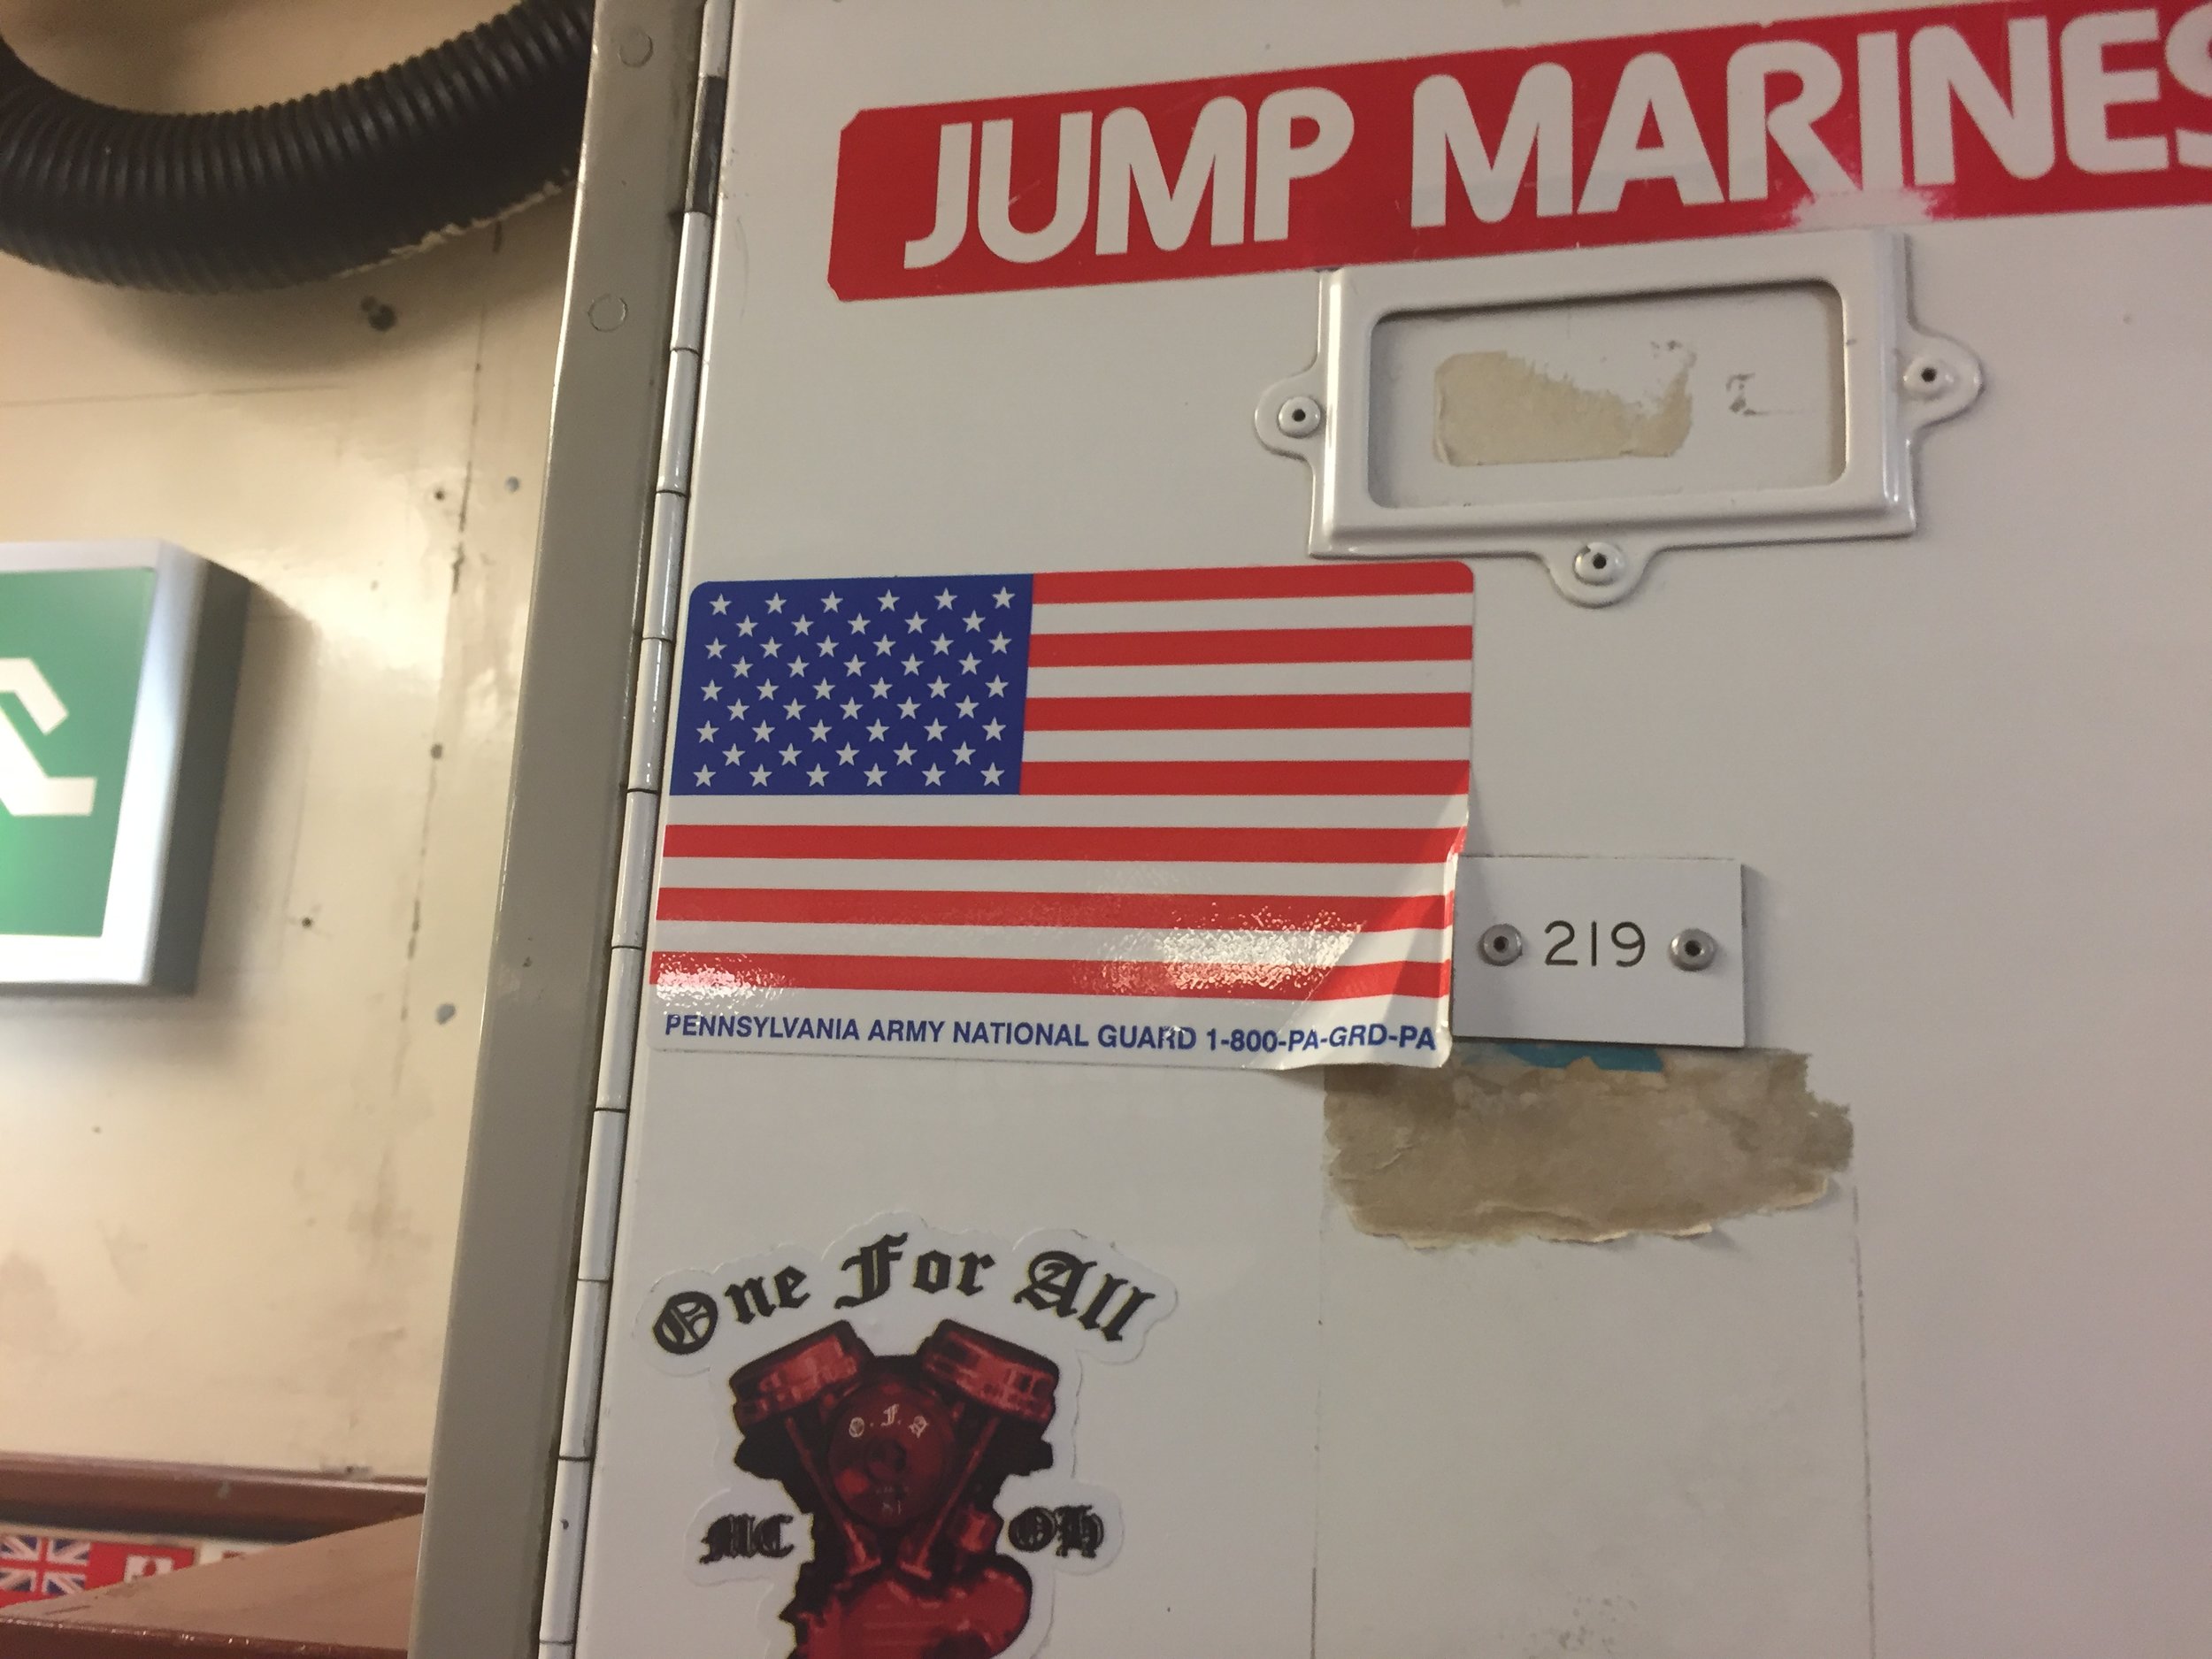 JUMP MARINES
219
PENNSYLVANIA ARMY NATIONAL GUARD 1-800-PA-GRD-PA
One For All
O.F.A
MC
OH